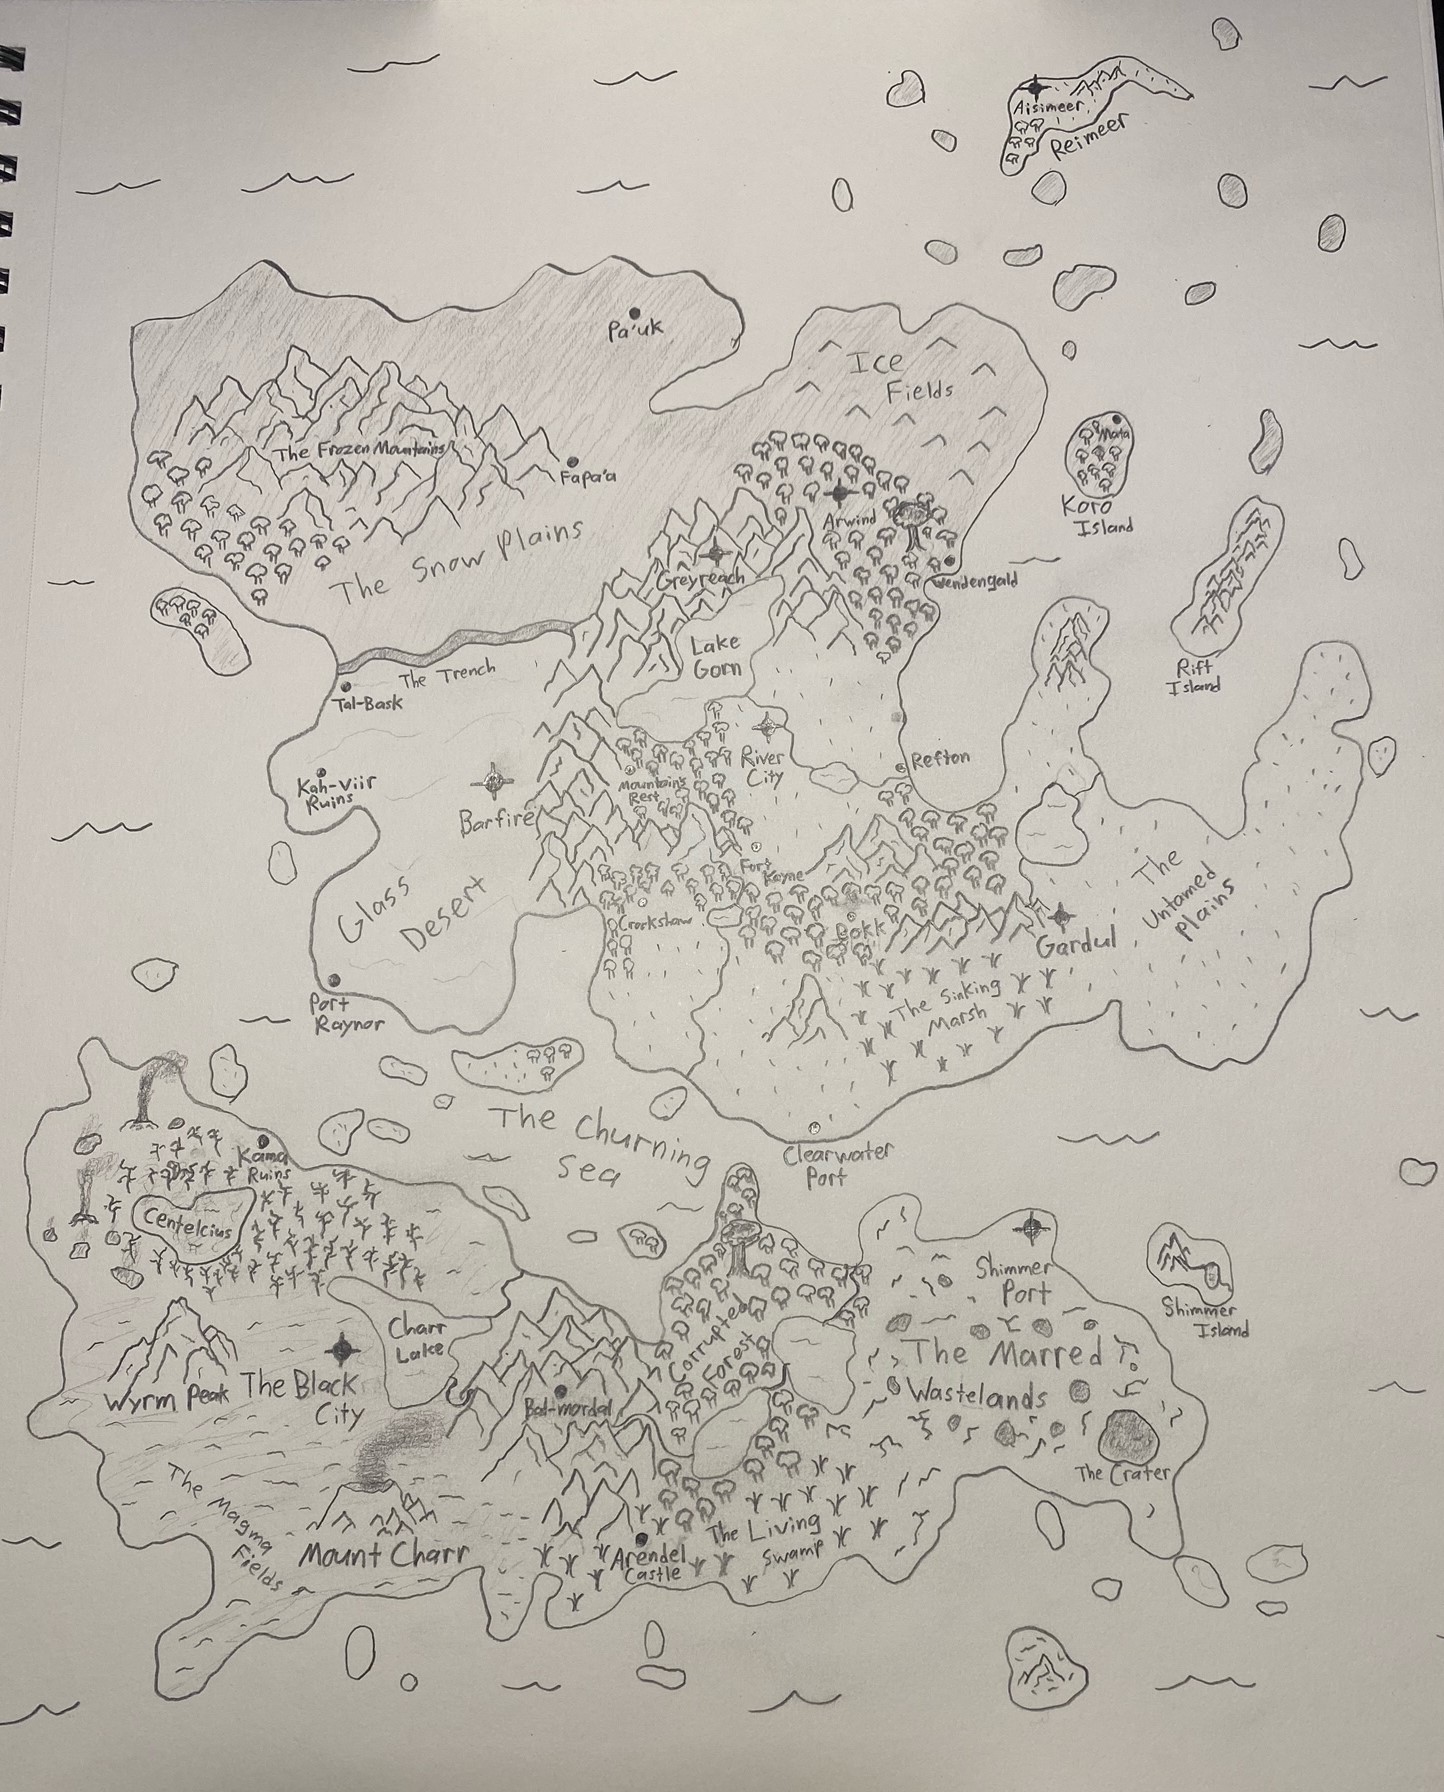 Aisimeer
Reimeer
Pa'uk
Ice
Fields
The Frozen Mountains
Fapa'a
Mata
Koro
Island
Arwind
The Snow Plains
Greyreach
Wendengald
Lake
Gorn
Rift
Island
The Trench
Tal-Bask
Kah-Viir
Ruins
Barfire
Mountain's
Rest
River
City
Refton
Fort
Kayne
Glass
Desert
Crockshaw
Bokk
Gardul
The
Untamed
Plains
Port
Raynor
The Sinking
Marsh
The Churning
Sea
Clearwater
Port
Kama
Ruins
Centelcius
Charr
Lake
Wyrm Peak
The Black
City
Corrupted
Forest
Bal-mordal
Shimmer
Port
Shimmer
Island
The Marred
Wastelands
The Crater
The Magma
Fields
Mount Charr
Arendel
Castle
The Living
Swamp